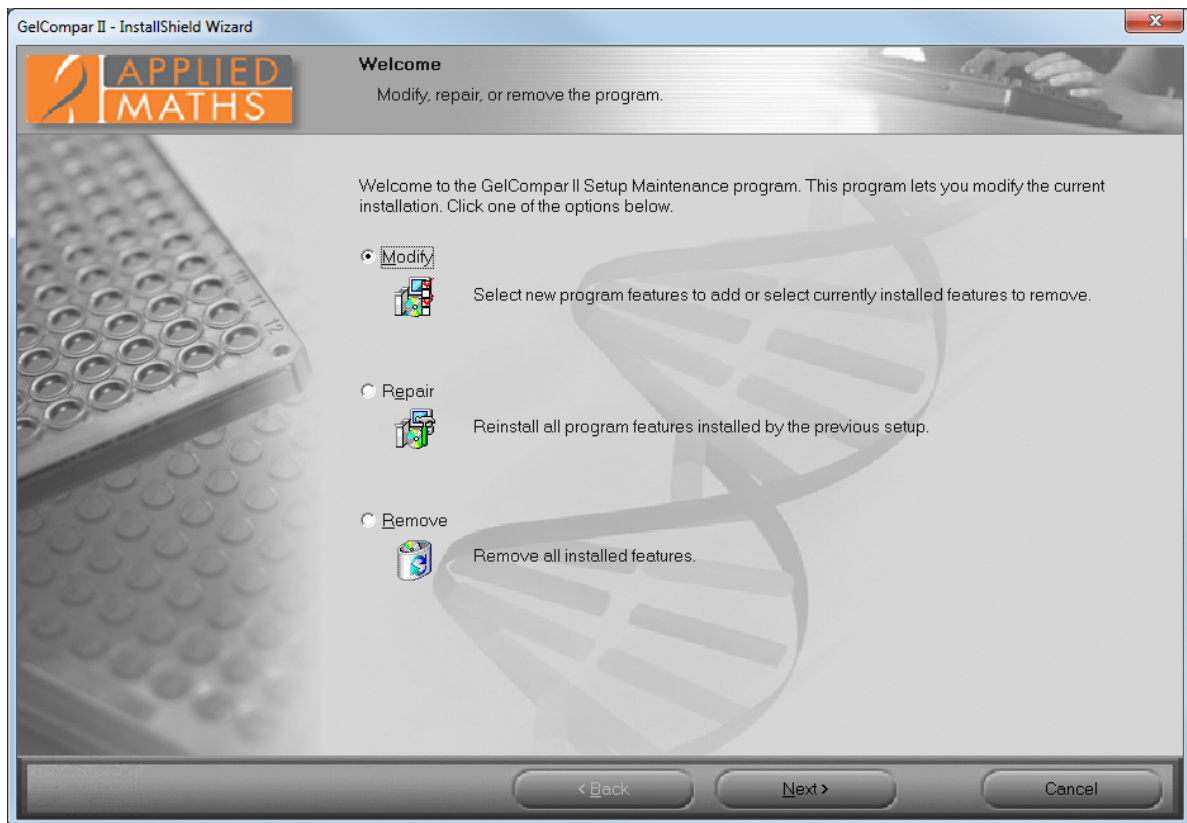 GelCompar II - InstallShield Wizard
APPLIED
MATHS
Welcome
Modify, repair, or remove the program.
Welcome to the GelCompar II Setup Maintenance program. This program lets you modify the current
installation. Click one of the options below.
Modify
Select new program features to add or select currently installed features to remove.
10
11
12
Repair
Reinstall all program features installed by the previous setup.
Remove
Remove all installed features.
< Back
Next >
Cancel